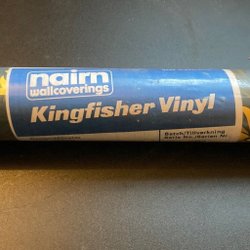 nairn
wallcoverings
Kingfisher Vinyl
Batch/Tillverkning